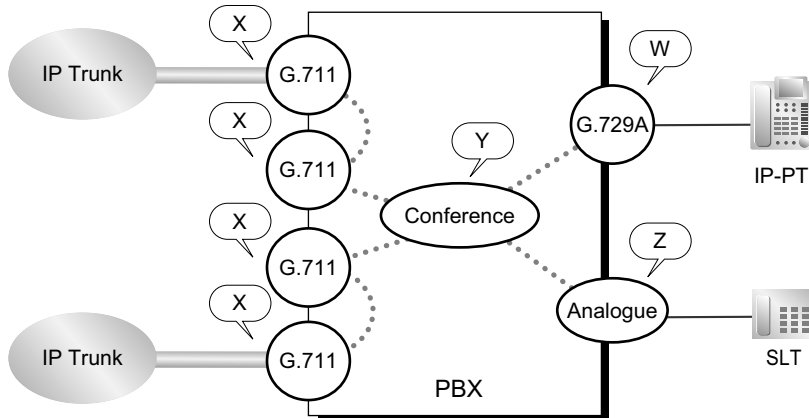 X
W
IP Trunk
G.711
G.729A
X
Y
IP-PT
G.711
Conference
X
Z
G.711
X
Analogue
IP Trunk
G.711
SLT
PBX